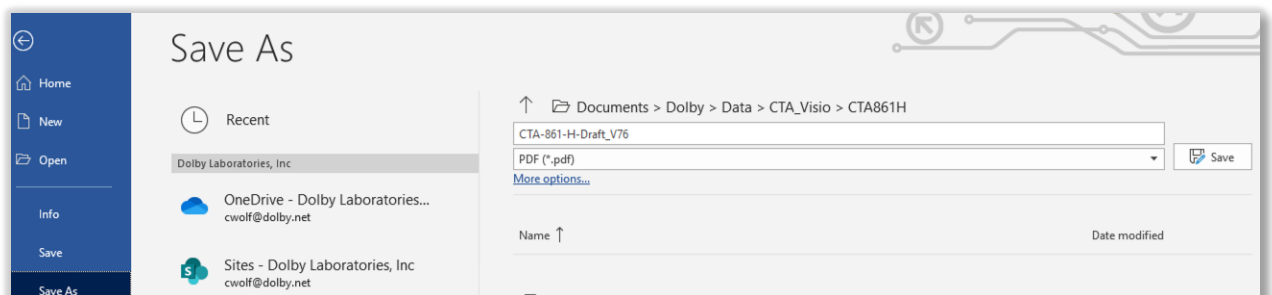 Home
New
Open
Info
Save
Save As
Save As
Recent
Dolby Laboratories, Inc
OneDrive - Dolby Laboratories...
cwolf@dolby.net
Sites - Dolby Laboratories, Inc
cwolf@dolby.net
Documents > Dolby > Data > CTA_Visio > CTA861H
CTA-861-H-Draft_V76
PDF (*.pdf)
Save
More options...
Name ↑
Date modified